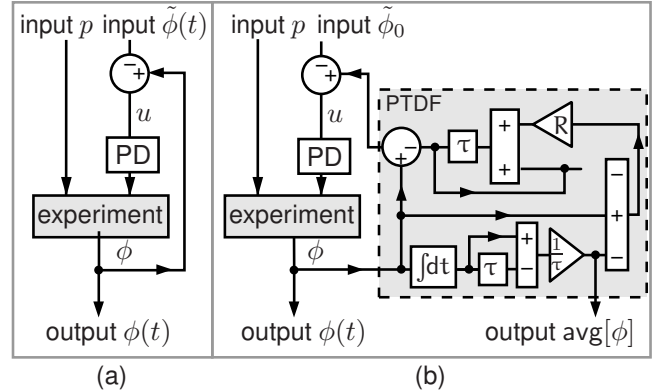 input p input ϕ̃(t)
−
+
u
PD
experiment
ϕ
output ϕ(t)
(a)
input p input ϕ̃₀
−
+
u
PD
experiment
ϕ
output ϕ(t)
PTDF
−
+
τ
+
+
R
−
+
−
∫dt
τ
+
−
1/τ
output avg[ϕ]
(b)